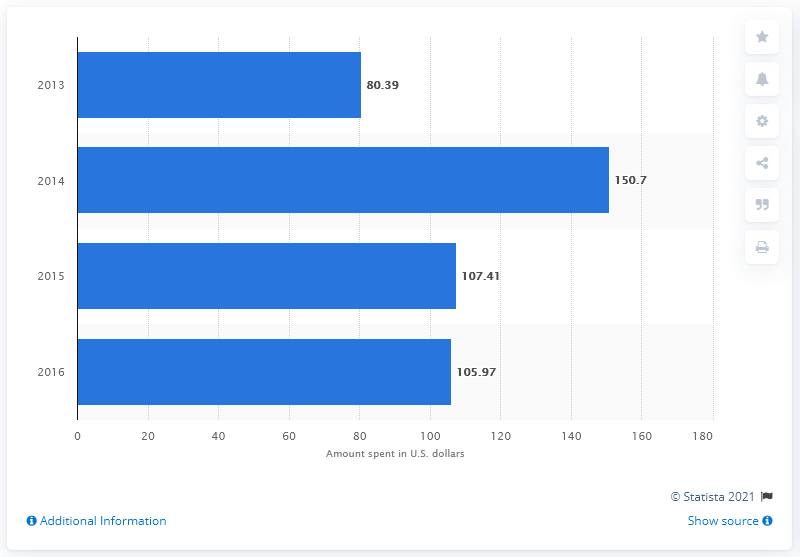 2013
80.39
2014
150.7
2015
107.41
2016
105.97
0 20 40 60 80 100 120 140 160 180
Amount spent in U.S. dollars
© Statista 2021
Additional Information
Show source